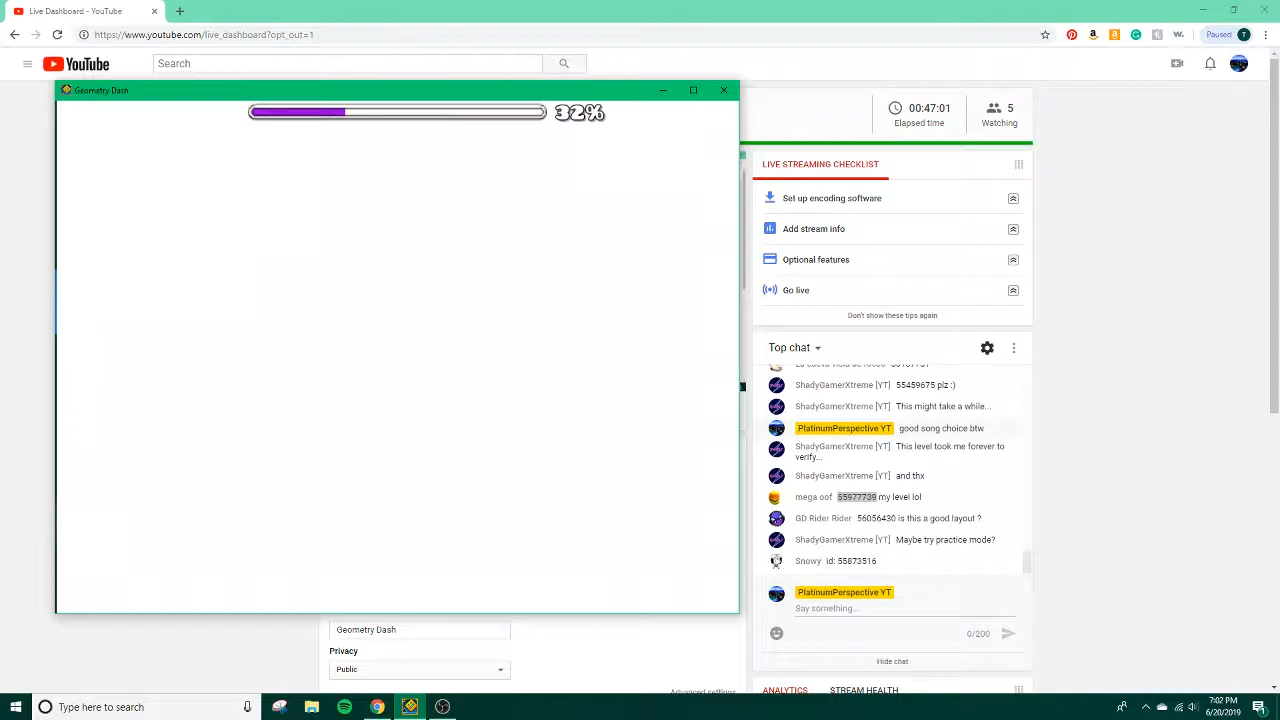 Live Dashboard - YouTube
https://www.youtube.com/live_dashboard?opt_out=1
w.
Paused
T
YouTube
Search
Geometry Dash
32%
00:47:01
Elapsed time
5
Watching
LIVE STREAMING CHECKLIST
Set up encoding software
Add stream info
Optional features
Go live
Don't show these tips again
Top chat
ShadyGamerXtreme [YT] 55459675 plz :)
ShadyGamerXtreme [YT] This might take a while...
PlatinumPerspective YT good song choice btw
ShadyGamerXtreme [YT] This level took me forever to
verify...
ShadyGamerXtreme [YT] and thx
mega oof 55977739 my level lol
GD Rider Rider 56056430 is this a good layout ?
ShadyGamerXtreme [YT] Maybe try practice mode?
Snowy id: 55873516
PlatinumPerspective YT
Say something...
0/200
Hide chat
Geometry Dash
Privacy
Public
Advanced settings
ANALYTICS STREAM HEALTH
Type here to search
7:02 PM
6/20/2019